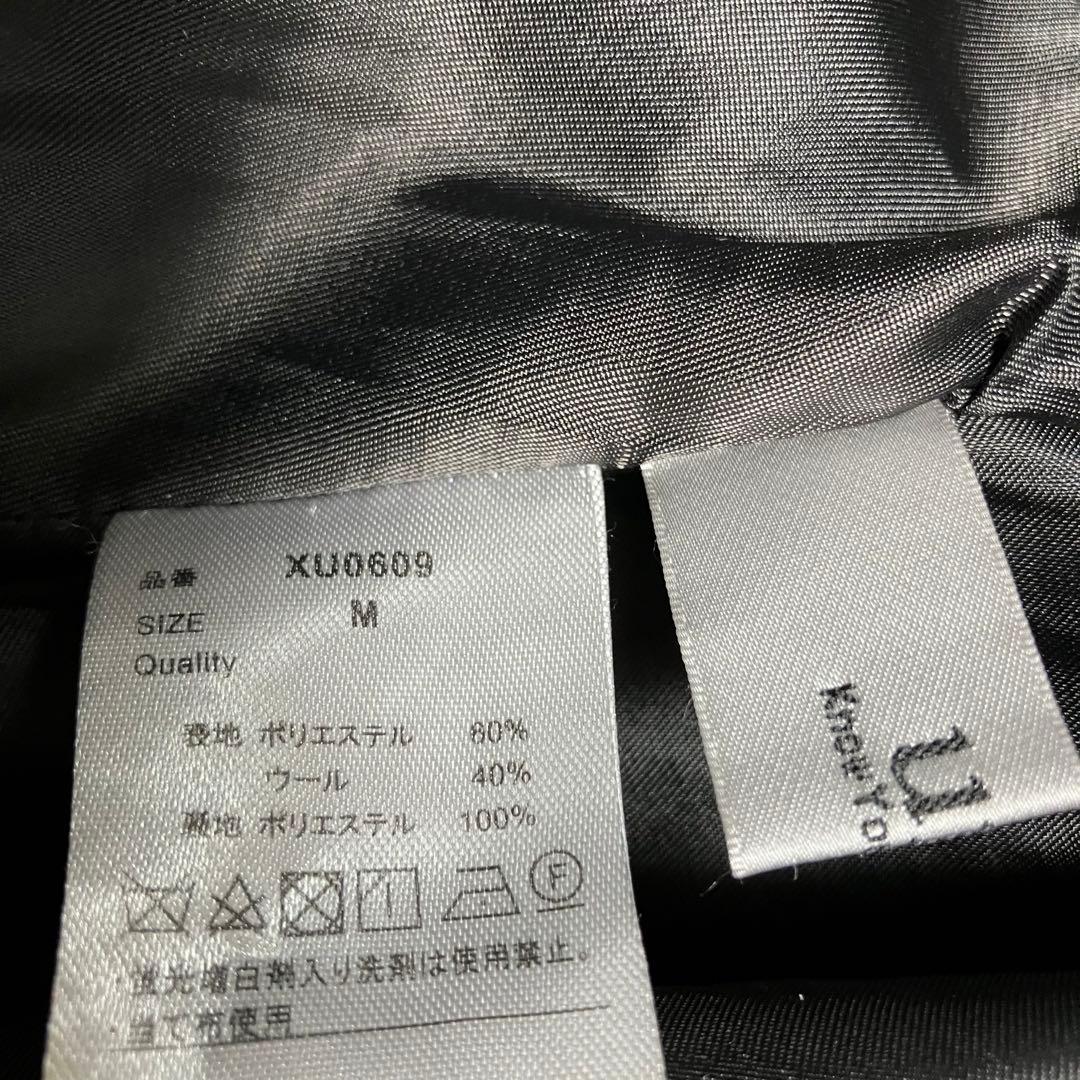 品番 XU0609
SIZE M
Quality
表地 ポリエステル 60%
ウール 40%
裏地 ポリエステル 100%
F
・蛍光増白剤入り洗剤は使用禁止。
・当て布使用
Know Yo
u